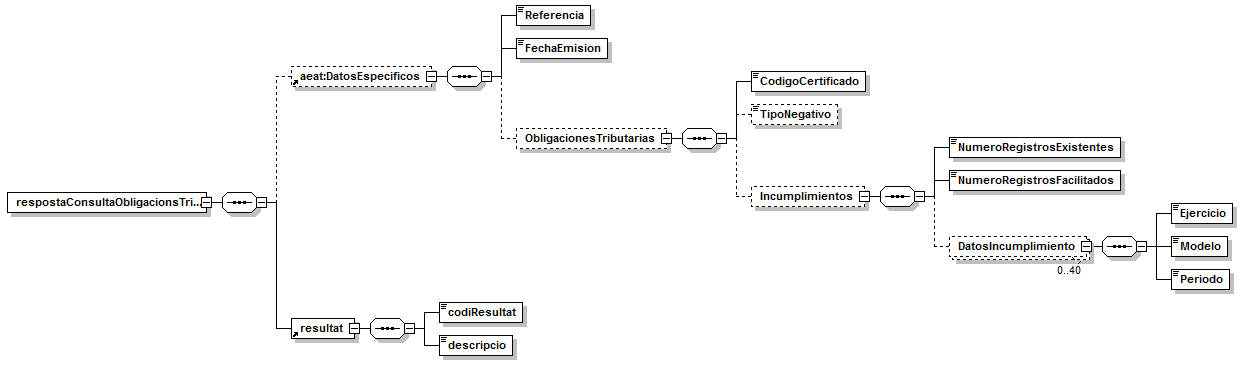 Referencia
FechaEmision
aeat:DatosEspecificos
CodigoCertificado
TipoNegativo
ObligacionesTributarias
NumeroRegistrosExistentes
NumeroRegistrosFacilitados
Incumplimientos
respostaConsultaObligacionsTri...
Ejercicio
DatosIncumplimiento
Modelo
0..40
Periodo
codiResultat
resultat
descripcio